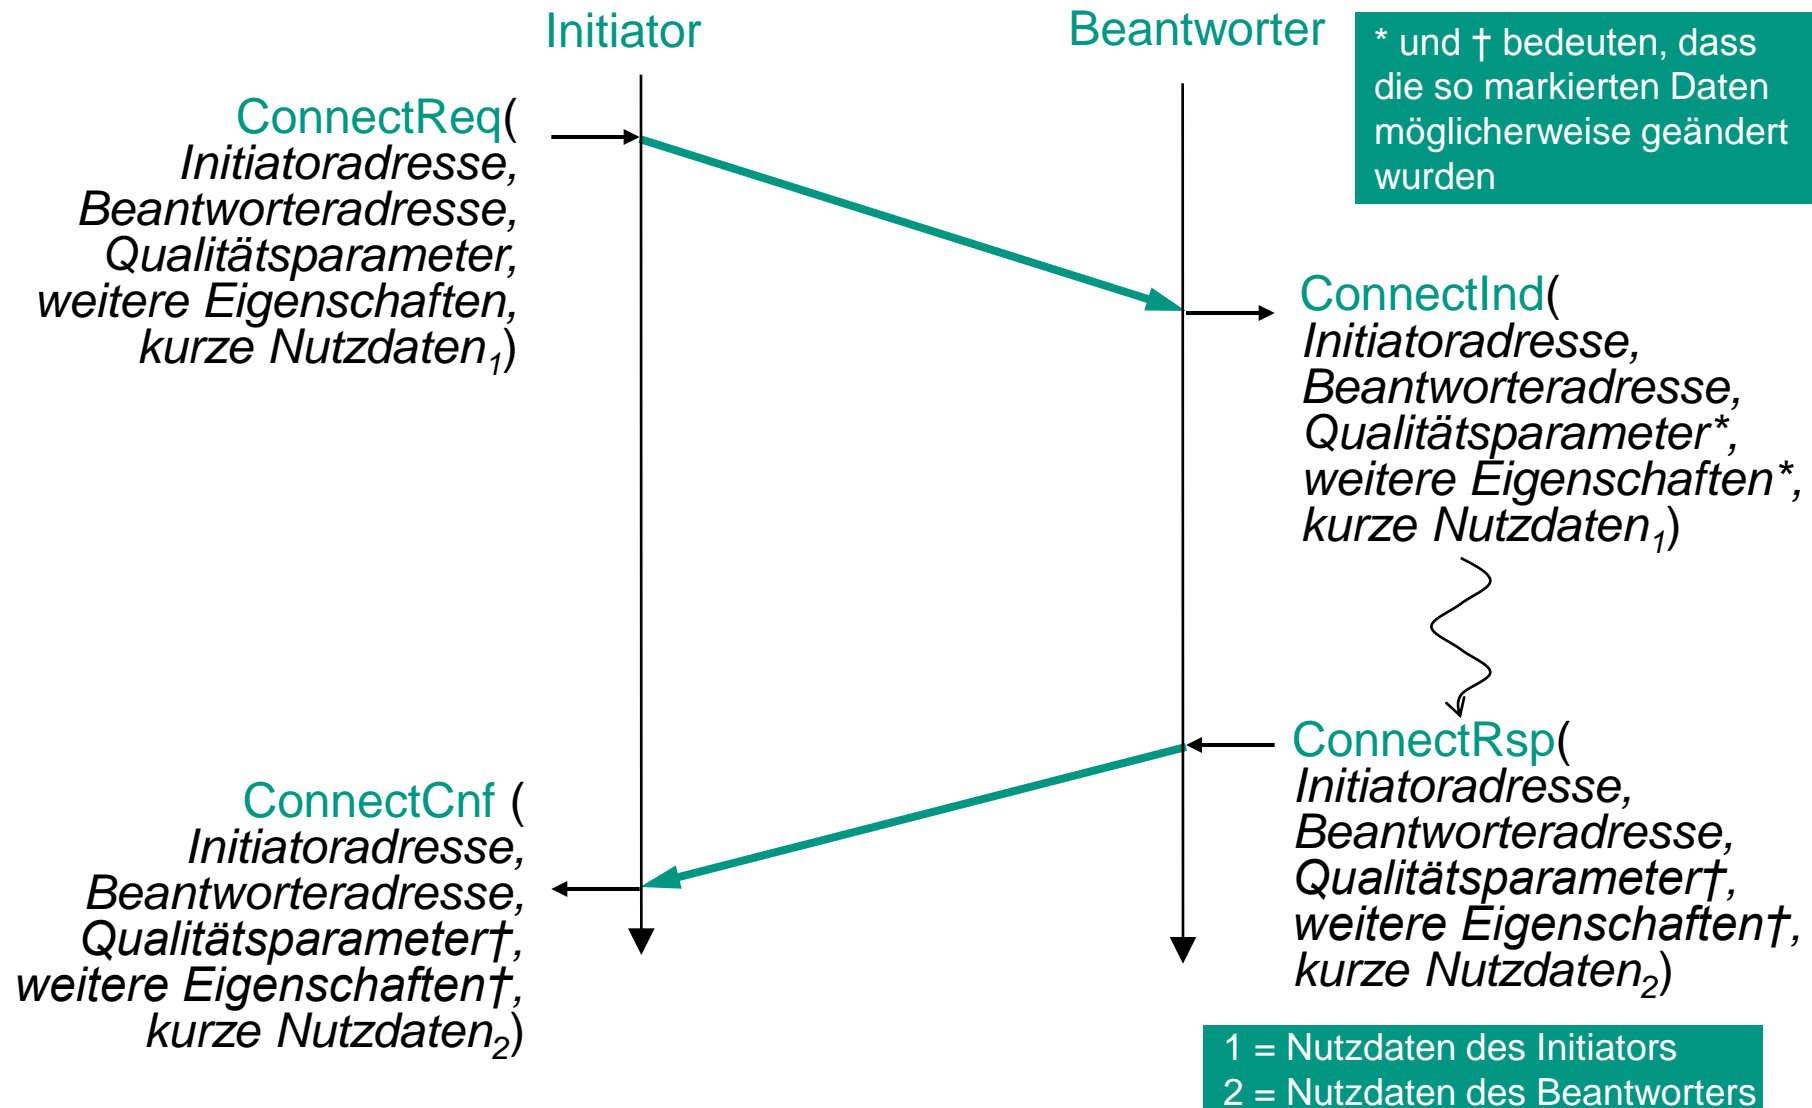 Initiator
Beantworter
* und † bedeuten, dass
die so markierten Daten
möglicherweise geändert
wurden
ConnectReq(
Initiatoradresse,
Beantworteradresse,
Qualitätsparameter,
weitere Eigenschaften,
kurze Nutzdaten₁)
ConnectInd(
Initiatoradresse,
Beantworteradresse,
Qualitätsparameter*,
weitere Eigenschaften*,
kurze Nutzdaten₁)
ConnectRsp(
Initiatoradresse,
Beantworteradresse,
Qualitätsparameter†,
weitere Eigenschaften†,
kurze Nutzdaten₂)
ConnectCnf (
Initiatoradresse,
Beantworteradresse,
Qualitätsparameter†,
weitere Eigenschaften†,
kurze Nutzdaten₂)
1 = Nutzdaten des Initiators
2 = Nutzdaten des Beantworters